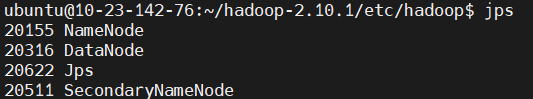 ubuntu@10-23-142-76:~/hadoop-2.10.1/etc/hadoop$ jps
20155 NameNode
20316 DataNode
20622 Jps
20511 SecondaryNameNode